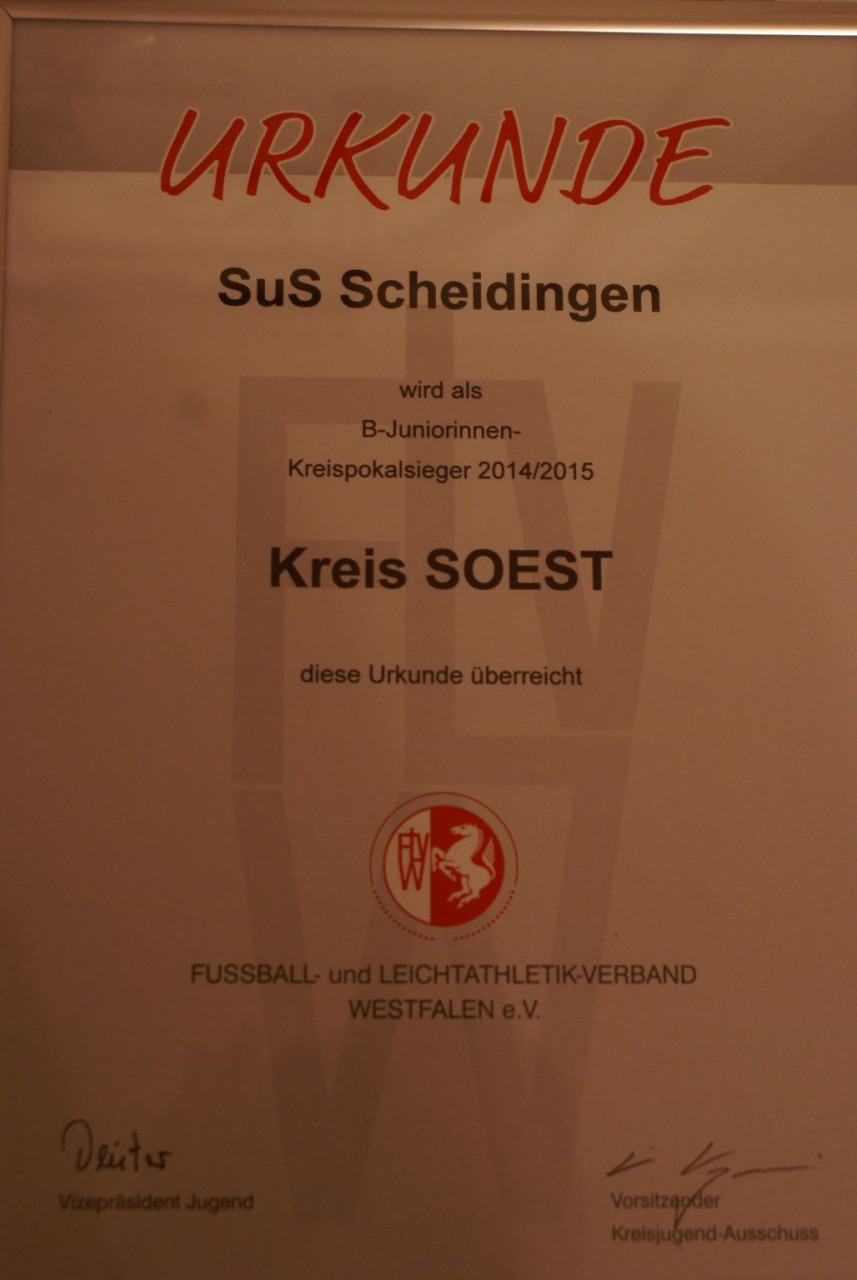 URKUNDE
SuS Scheidingen
wird als
B-Juniorinnen-
Kreispokalsieger 2014/2015
Kreis SOEST
diese Urkunde überreicht
FLVW
FUSSBALL- und LEICHTATHLETIK-VERBAND
WESTFALEN e.V.
Vizepräsident Jugend
Vorsitzender
Kreisjugend-Ausschuss